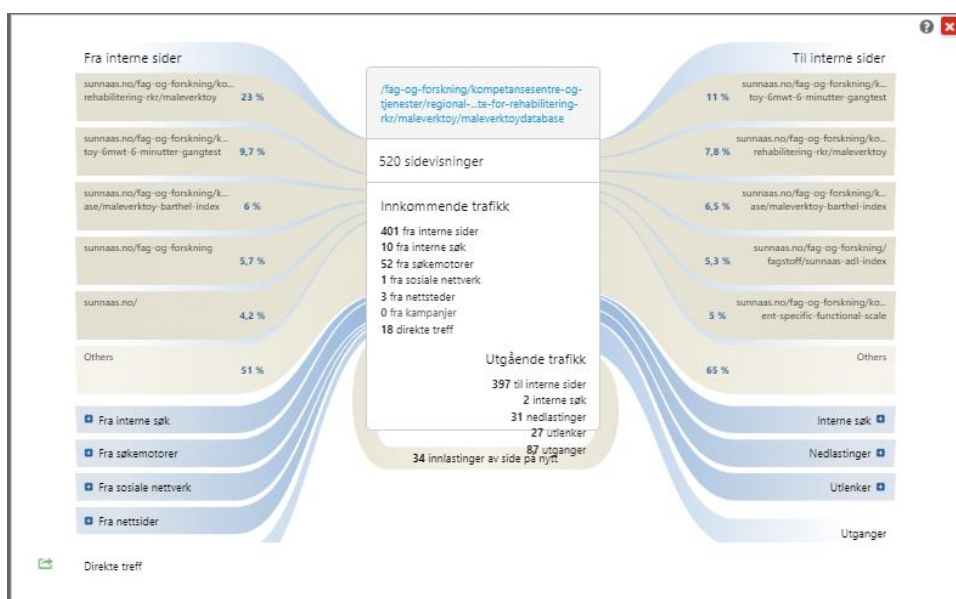 Fra interne sider
sunnaas.no/fag-og-forskning/ko...
rehabilitering-rkr/maleverktoy
23 %
sunnaas.no/fag-og-forskning/k...
toy-6mwt-6-minutter-gangtest
9,7 %
sunnaas.no/fag-og-forskning/k...
ase/maleverktoy-barthel-index
6 %
sunnaas.no/fag-og-forskning
5,7 %
sunnaas.no/
4,2 %
Others
51 %
Fra interne søk
Fra søkemotorer
Fra sosiale nettverk
Fra nettsider
Direkte treff
/fag-og-forskning/kompetansesentre-og-
tjenester/regional-...te-for-rehabilitering-
rkr/maleverktoy/maleverktoydatabase
520 sidevisninger
Innkommende trafikk
401 fra interne sider
10 fra interne søk
52 fra søkemotorer
1 fra sosiale nettverk
3 fra nettsteder
0 fra kampanjer
18 direkte treff
Utgående trafikk
397 til interne sider
2 interne søk
31 nedlastinger
27 utlenker
87 utganger
34 innlastinger av side på nytt
Til interne sider
sunnaas.no/fag-og-forskning/k...
toy-6mwt-6-minutter-gangtest
11 %
sunnaas.no/fag-og-forskning/ko...
rehabilitering-rkr/maleverktoy
7,8 %
sunnaas.no/fag-og-forskning/k...
ase/maleverktoy-barthel-index
6,5 %
sunnaas.no/fag-og-forskning/
fagstoff/sunnaas-adl-index
5,3 %
sunnaas.no/fag-og-forskning/ko...
ent-specific-functional-scale
5 %
Others
65 %
Interne søk
Nedlastinger
Utlenker
Utganger